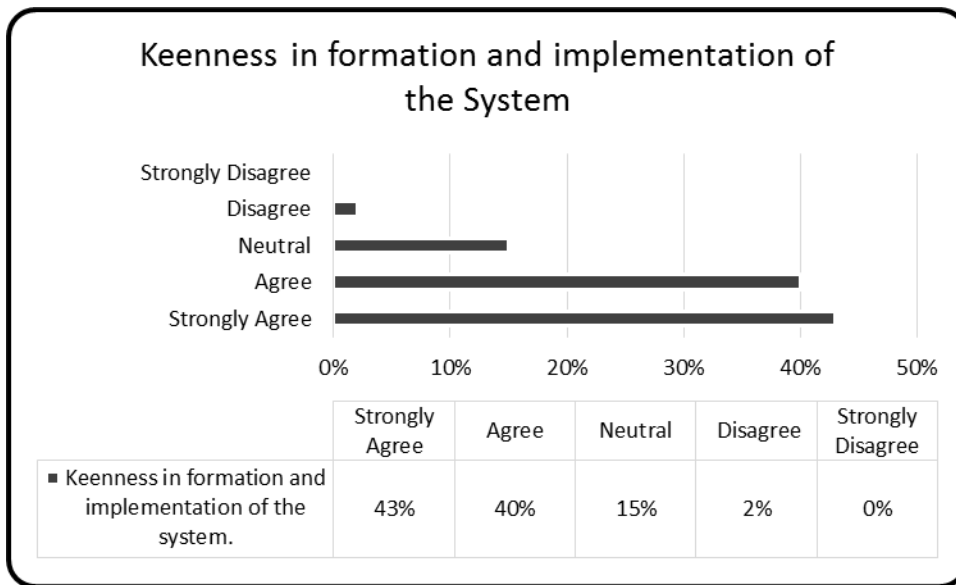 Keenness in formation and implementation of
the System
Strongly Disagree
Disagree
Neutral
Agree
Strongly Agree
0% 10% 20% 30% 40% 50%
Strongly
Agree
Agree
Neutral
Disagree
Strongly
Disagree
Keenness in formation and
implementation of the
system.
43% 40% 15% 2% 0%